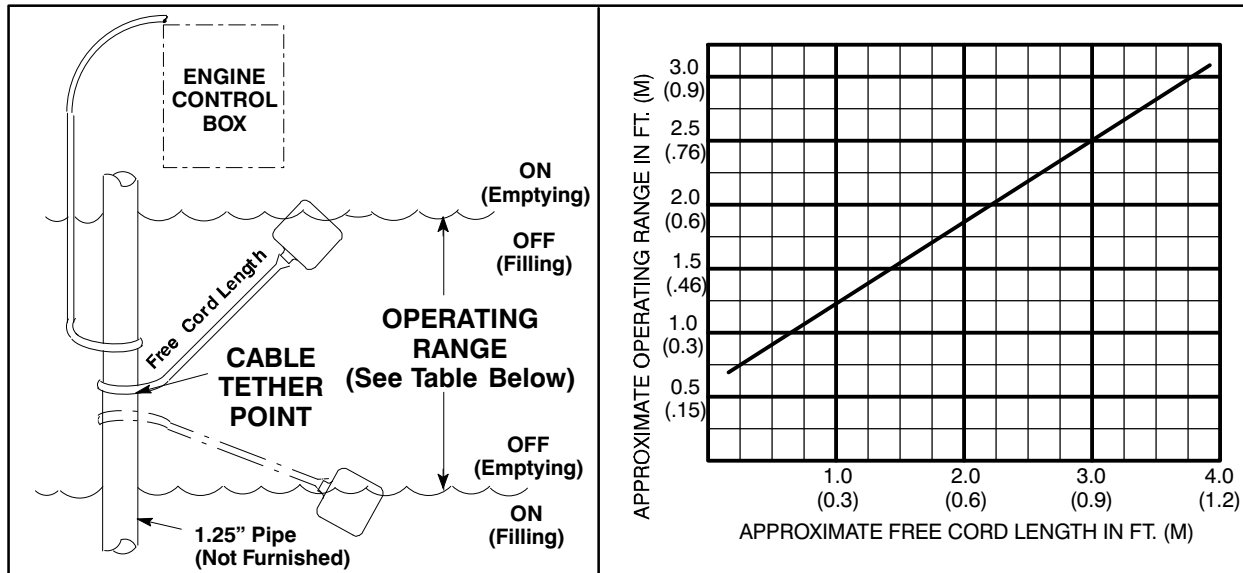 ENGINE
CONTROL
BOX
ON
(Emptying)
OFF
(Filling)
Free Cord Length
OPERATING
RANGE
(See Table Below)
CABLE
TETHER
POINT
OFF
(Emptying)
ON
(Filling)
1.25” Pipe
(Not Furnished)
APPROXIMATE OPERATING RANGE IN FT. (M)
3.0
(0.9)
2.5
(.76)
2.0
(0.6)
1.5
(.46)
1.0
(0.3)
0.5
(.15)
1.0 2.0 3.0 4.0
(0.3) (0.6) (0.9) (1.2)
APPROXIMATE FREE CORD LENGTH IN FT. (M)